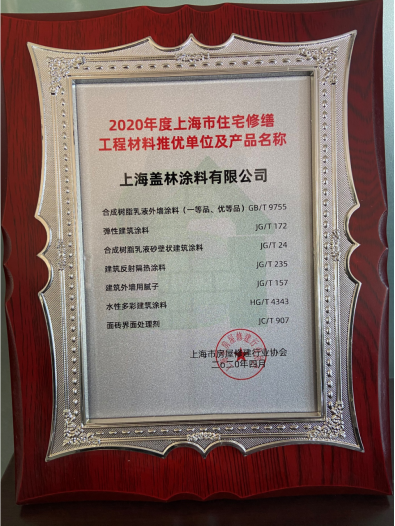 2020年度上海市住宅修缮
工程材料推优单位及产品名称
上海盖林涂料有限公司
合成树脂乳液外墙涂料（一等品、优等品）GB/T 9755
弹性建筑涂料 JG/T 172
合成树脂乳液砂壁状建筑涂料 JG/T 24
建筑反射隔热涂料 JG/T 235
建筑外墙用腻子 JG/T 157
水性多彩建筑涂料 HG/T 4343
面砖界面处理剂 JC/T 907
上海市房屋修建行业协会
二〇二〇年四月